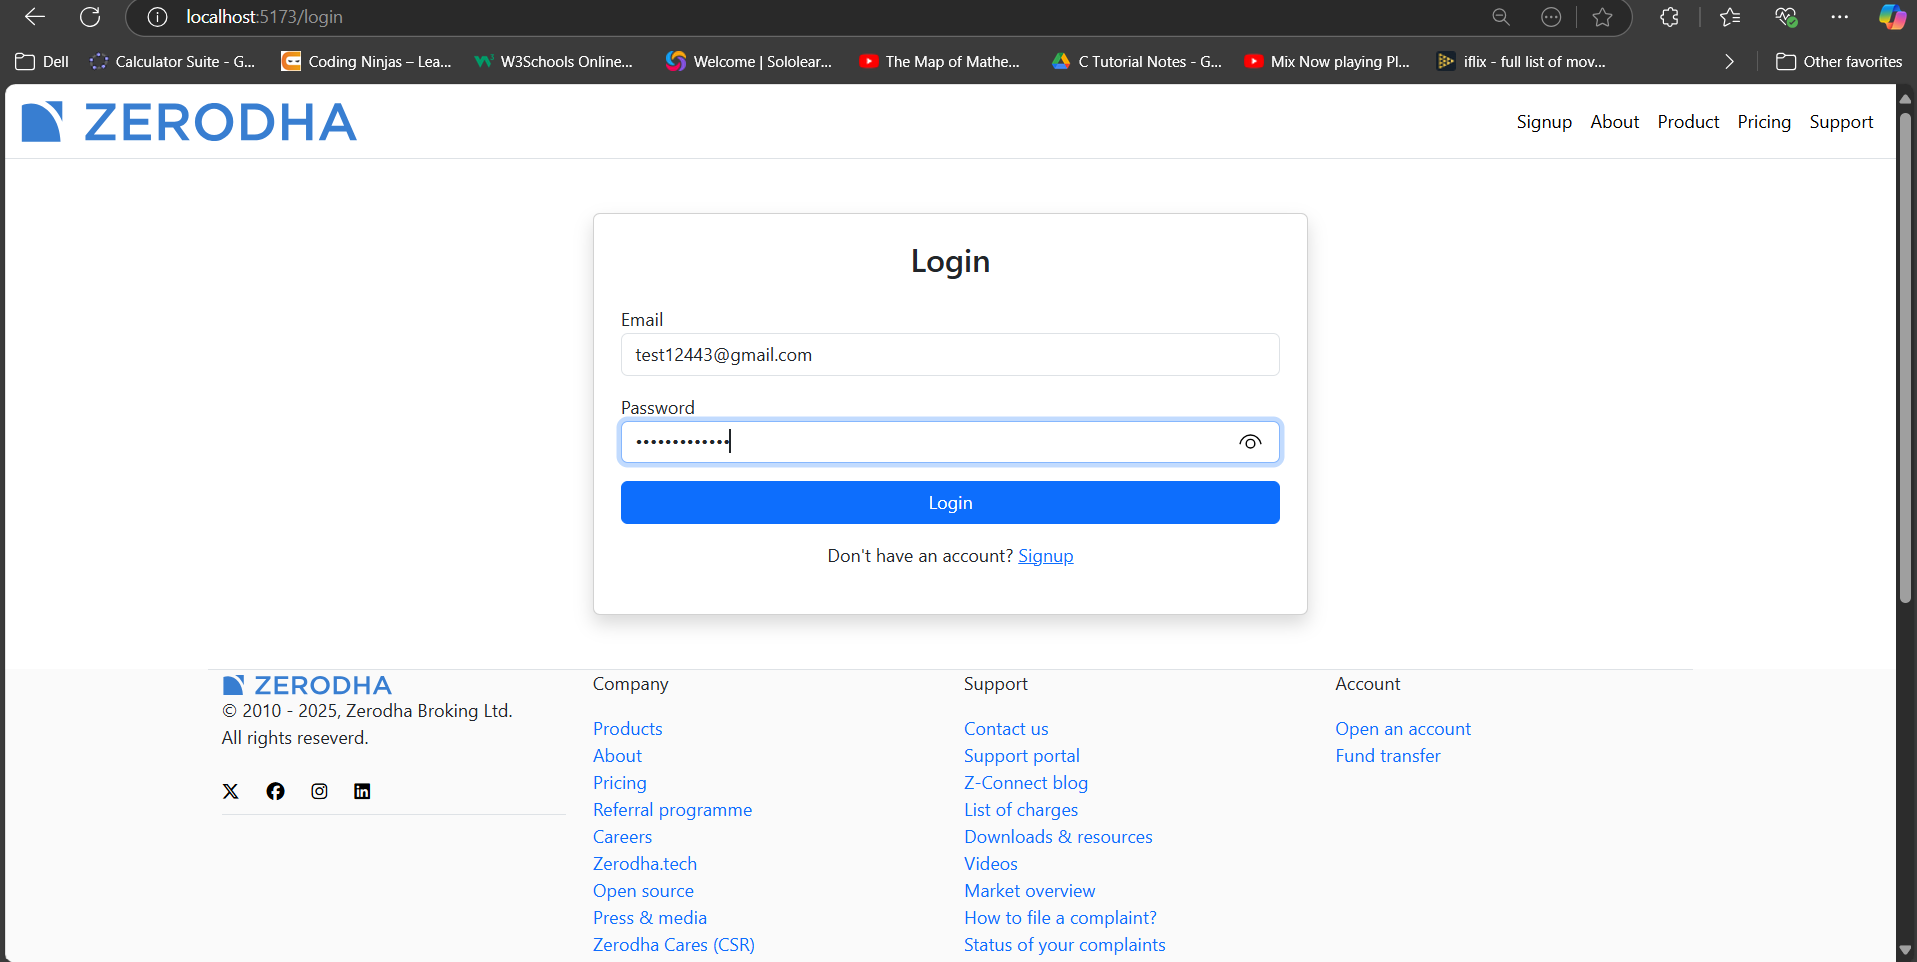 localhost:5173/login
Dell
Calculator Suite - G...
Coding Ninjas – Lea...
W3Schools Online...
Welcome | Sololear...
The Map of Mathe...
C Tutorial Notes - G...
Mix Now playing Pl...
iflix - full list of mov...
Other favorites
ZERODHA
Signup About Product Pricing Support
Login
Email
test12443@gmail.com
Password
•••••••••••••
Login
Don't have an account? Signup
ZERODHA
© 2010 - 2025, Zerodha Broking Ltd.
All rights reseverd.
Company
Products
About
Pricing
Referral programme
Careers
Zerodha.tech
Open source
Press & media
Zerodha Cares (CSR)
Support
Contact us
Support portal
Z-Connect blog
List of charges
Downloads & resources
Videos
Market overview
How to file a complaint?
Status of your complaints
Account
Open an account
Fund transfer